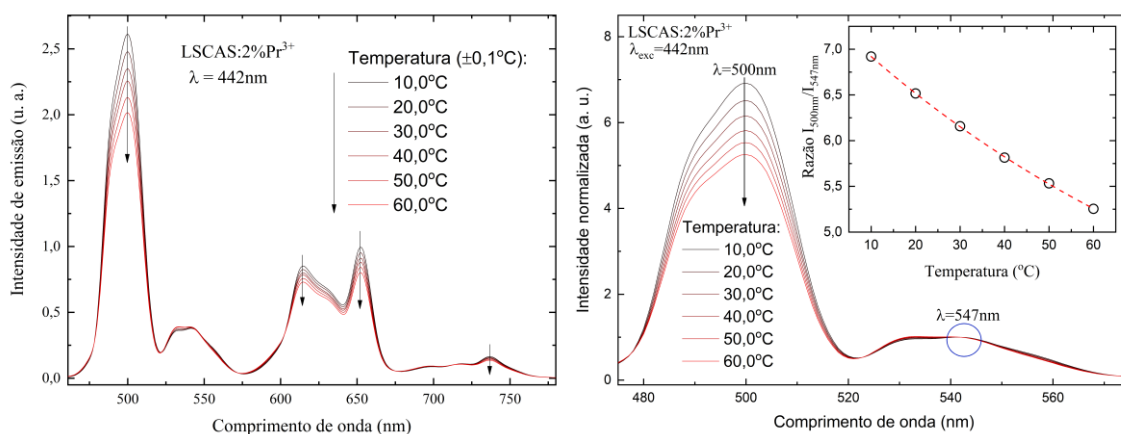 LSCAS:2%Pr³⁺
λ = 442nm
Temperatura (±0,1°C):
10,0ºC
20,0ºC
30,0ºC
40,0ºC
50,0ºC
60,0ºC
Intensidade de emissão (u. a.)
2,5
2,0
1,5
1,0
0,5
0,0
500
550
600
650
700
750
Comprimento de onda (nm)
LSCAS:2%Pr³⁺
λexc=442nm
λ=500nm
Temperatura:
10,0ºC
20,0ºC
30,0ºC
40,0ºC
50,0ºC
60,0ºC
λ=547nm
Intensidade normalizada (a. u.)
8
6
4
2
0
480
500
520
540
560
Comprimento de onda (nm)
Razão I500nm/I547nm
7,0
6,5
6,0
5,5
5,0
10
20
30
40
50
60
Temperatura (°C)